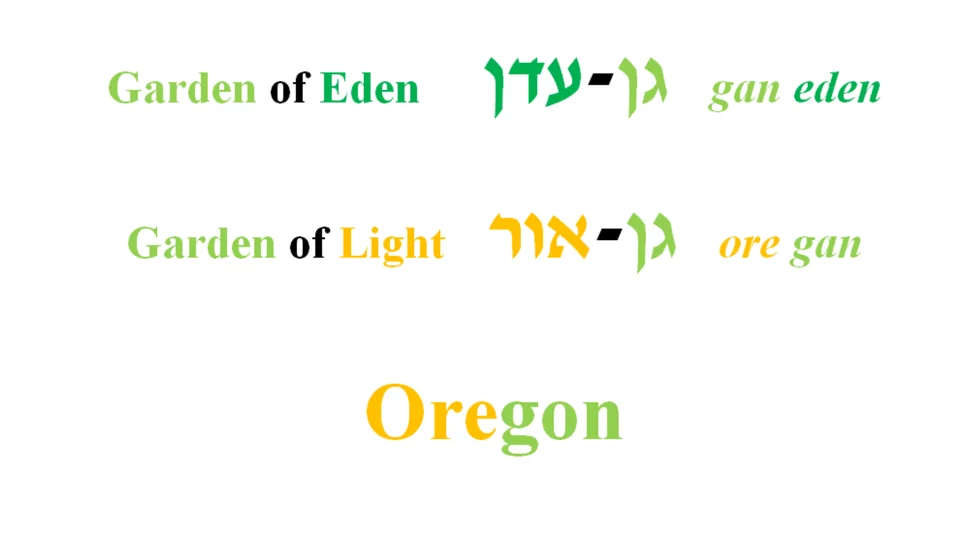 Garden of Eden גן-עדן gan eden
Garden of Light גן-אור ore gan
Oregon